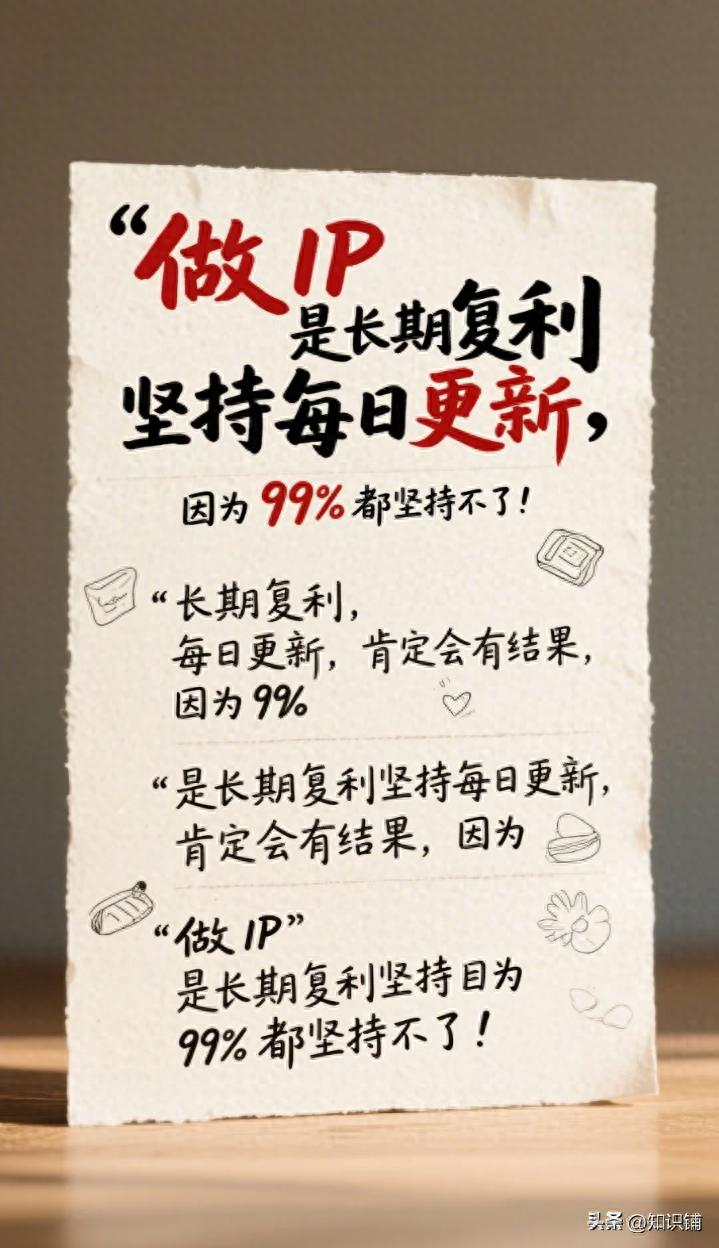 “做IP
是长期复利
坚持每日更新，
因为99%都坚持不了！
“长期复利，
每日更新，肯定会有结果，
因为99%
“是长期复利坚持每日更新，
肯定会有结果，因为
“做IP”
是长期复利坚持目为
99%都坚持不了！
头条@知识铺